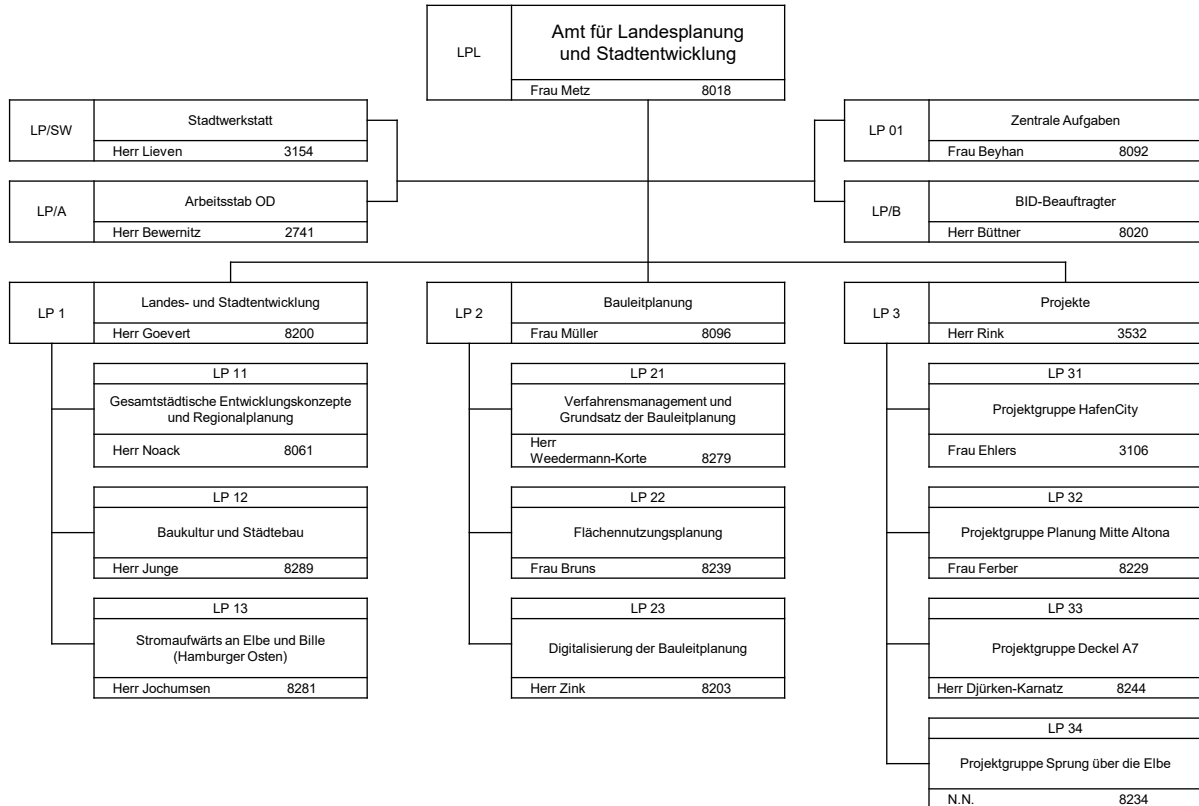 LPL
Amt für Landesplanung
und Stadtentwicklung
Frau Metz 8018
LP/SW
Stadtwerkstatt
Herr Lieven 3154
LP 01
Zentrale Aufgaben
Frau Beyhan 8092
LP/A
Arbeitsstab OD
Herr Bewernitz 2741
LP/B
BID-Beauftragter
Herr Büttner 8020
LP 1
Landes- und Stadtentwicklung
Herr Goevert 8200
LP 11
Gesamtstädtische Entwicklungskonzepte
und Regionalplanung
Herr Noack 8061
LP 12
Baukultur und Städtebau
Herr Junge 8289
LP 13
Stromaufwärts an Elbe und Bille
(Hamburger Osten)
Herr Jochumsen 8281
LP 2
Bauleitplanung
Frau Müller 8096
LP 21
Verfahrensmanagement und
Grundsatz der Bauleitplanung
Herr
Weedermann-Korte 8279
LP 22
Flächennutzungsplanung
Frau Bruns 8239
LP 23
Digitalisierung der Bauleitplanung
Herr Zink 8203
LP 3
Projekte
Herr Rink 3532
LP 31
Projektgruppe HafenCity
Frau Ehlers 3106
LP 32
Projektgruppe Planung Mitte Altona
Frau Ferber 8229
LP 33
Projektgruppe Deckel A7
Herr Djürken-Karnatz 8244
LP 34
Projektgruppe Sprung über die Elbe
N.N. 8234